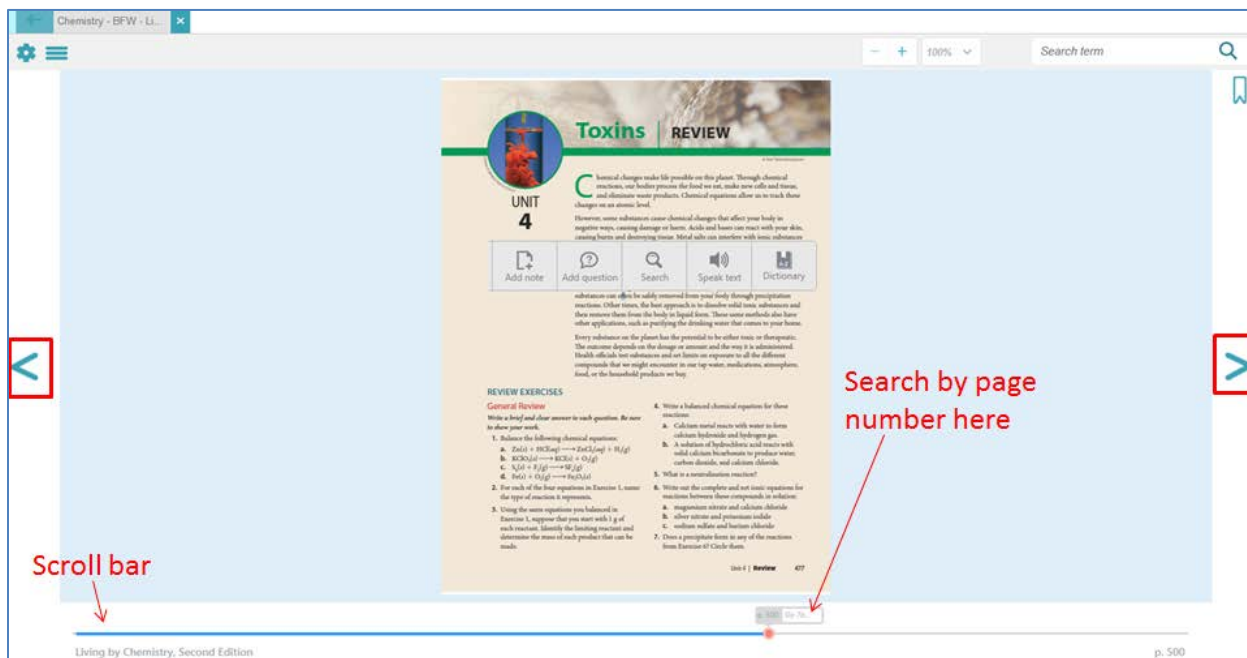 Chemistry - BFW - Li...
100%
Search term
Toxins | REVIEW
UNIT
4
Chemical changes make life possible on this planet. Through chemical
reactions, our bodies process the food we eat, make new cells and tissue,
and eliminate waste products. Chemical equations allow us to track these
changes on an atomic level.
However, some substances cause chemical changes that affect your body in
negative ways, causing damage or harm. Acids and bases can react with your skin,
causing burns and destroying tissue. Metal salts can interfere with ionic substances
Add note
Add question
Search
Speak text
Dictionary
substances can often be safely removed from your body through precipitation
reactions. Other times, the best approach is to dissolve solid toxic substances and
then remove them from the body in liquid form. These same methods also have
other applications, such as purifying the drinking water that comes to your home.
Every substance on the planet has the potential to be either toxic or therapeutic.
The outcome depends on the dosage or amount and the way it is administered.
Health officials test substances and set limits on exposure to all the different
compounds that we might encounter in our tap water, medications, atmosphere,
food, or the household products we buy.
REVIEW EXERCISES
General Review
Write a brief and clear answer to each question. Be sure
to show your work.
1. Balance the following chemical equations:
a. Zn(s) + HCl(aq) ⟶ ZnCl₂(aq) + H₂(g)
b. KClO₃(s) ⟶ KCl(s) + O₂(g)
c. S₈(s) + F₂(g) ⟶ SF₆(g)
d. Fe(s) + O₂(g) ⟶ Fe₂O₃(s)
2. For each of the four equations in Exercise 1, name
the type of reaction it represents.
3. Using the same equations you balanced in
Exercise 1, suppose that you start with 1 g of
each reactant. Identify the limiting reactant and
determine the mass of each product that can be
made.
4. Write a balanced chemical equation for these
reactions:
a. Calcium metal reacts with water to form
calcium hydroxide and hydrogen gas.
b. A solution of hydrochloric acid reacts with
solid calcium bicarbonate to produce water,
carbon dioxide, and calcium chloride.
5. What is a neutralization reaction?
6. Write out the complete and net ionic equations for
reactions between these compounds in solution:
a. magnesium nitrate and calcium chloride
b. silver nitrate and potassium iodide
c. sodium sulfate and barium chloride
7. Does a precipitate form in any of the reactions
from Exercise 6? Circle them.
Unit 4 | Review 477
Search by page
number here
Scroll bar
p. 500
Living by Chemistry, Second Edition
p. 500